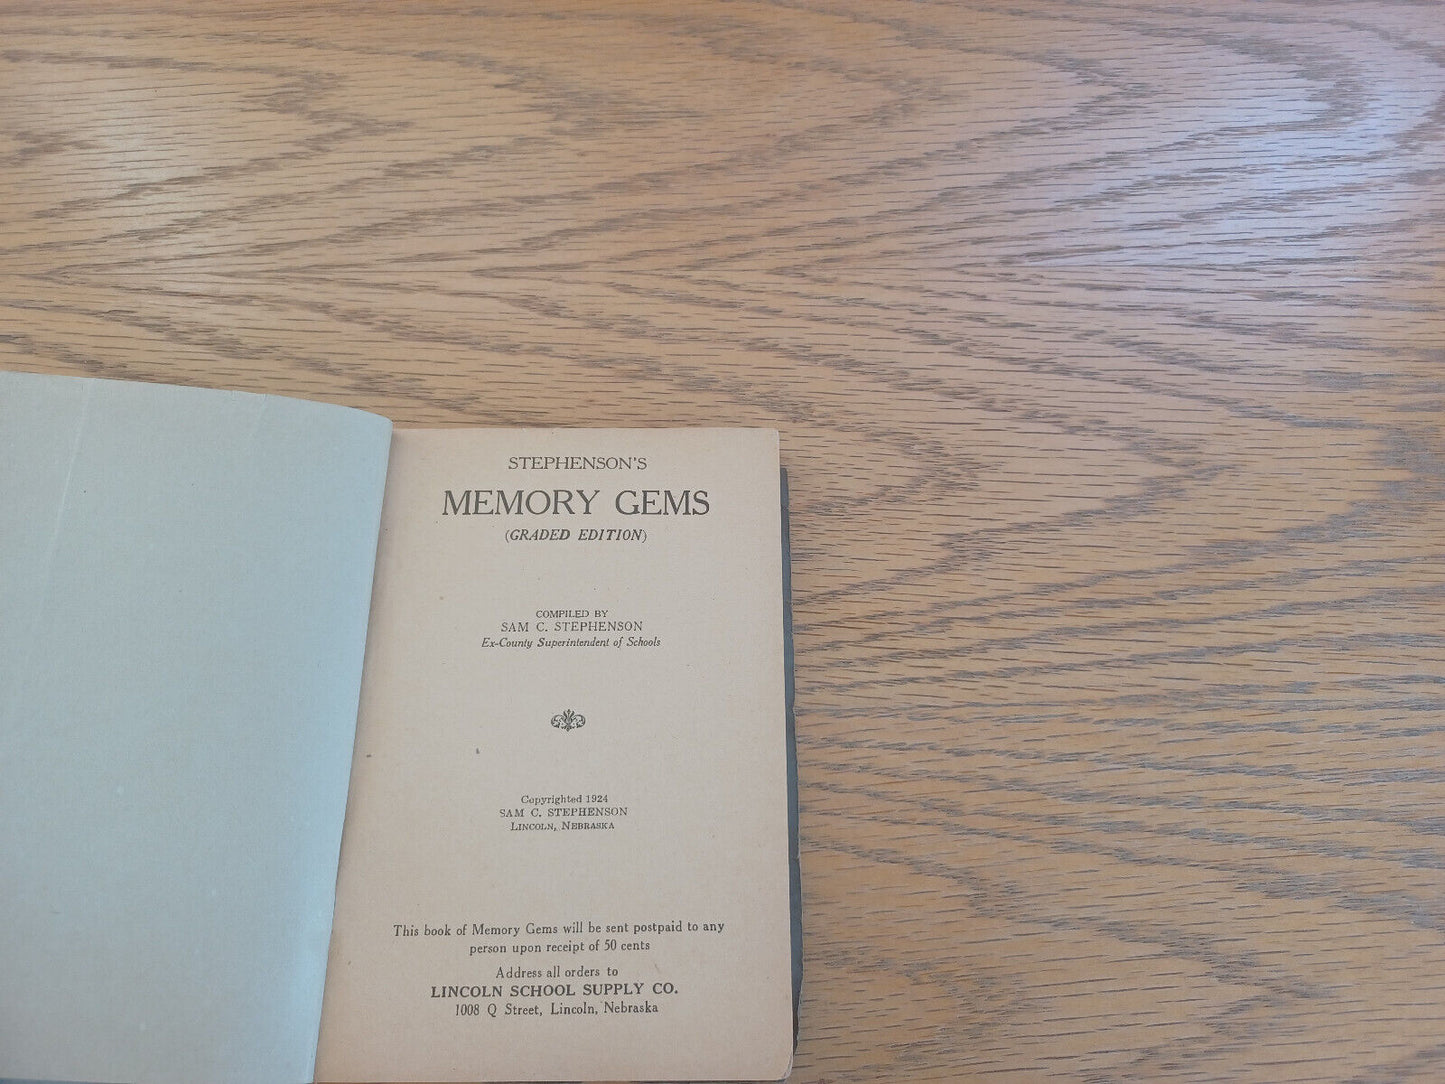 STEPHENSON'S
MEMORY GEMS
(GRADED EDITION)
COMPILED BY
SAM C. STEPHENSON
Ex-County Superintendent of Schools
Copyrighted 1924
SAM C. STEPHENSON
LINCOLN, NEBRASKA
This book of Memory Gems will be sent postpaid to any
person upon receipt of 50 cents
Address all orders to
LINCOLN SCHOOL SUPPLY CO.
1008 Q Street, Lincoln, Nebraska